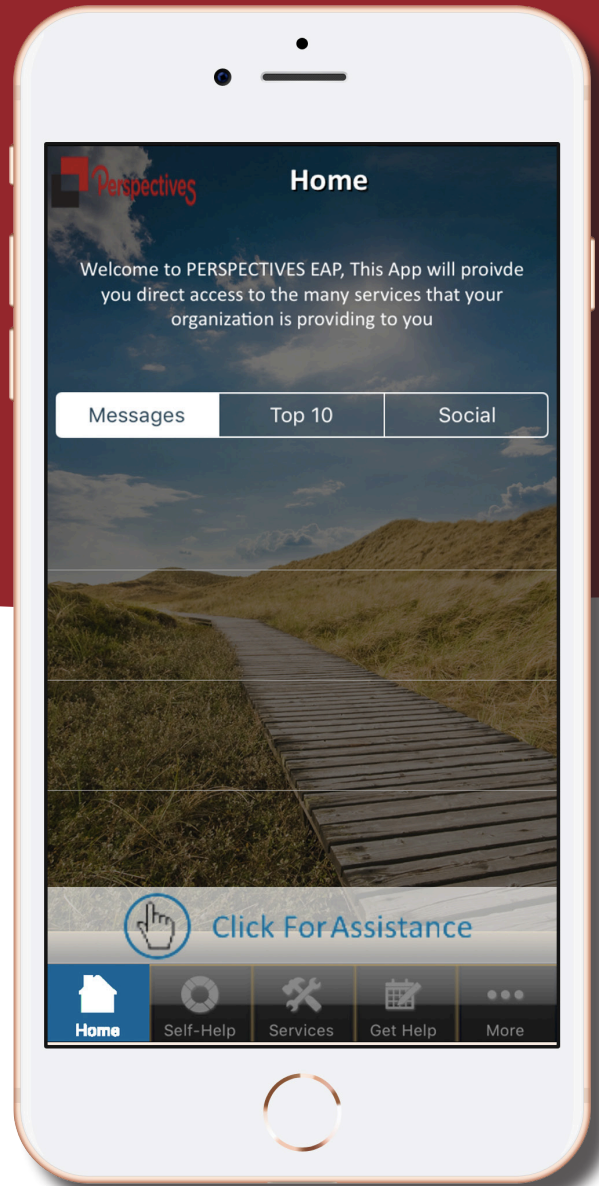 Perspectives
Home
Welcome to PERSPECTIVES EAP, This App will proivde
you direct access to the many services that your
organization is providing to you
Messages Top 10 Social
Click For Assistance
Home Self-Help Services Get Help More